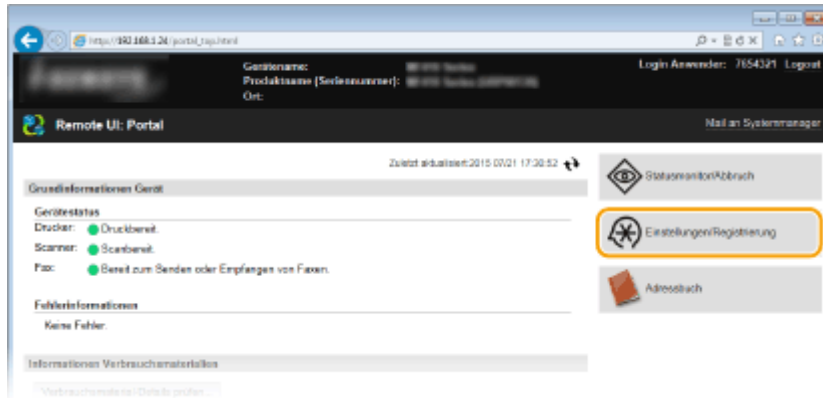 http://192.168.1.24/portal_top.html
Gerätename:
Login Anwender: 7654321 Logout
Produktname (Seriennummer):
Ort:
Remote UI: Portal
Mail an Systemmanager
Zuletzt aktualisiert:2015 07/21 17:30:52
Grundinformationen Gerät
Statusmonitor/Abbruch
Gerätestatus
Drucker: Druckbereit.
Scanner: Scanbereit.
Fax: Bereit zum Senden oder Empfangen von Faxen.
Einstellungen/Registrierung
Adressbuch
Fehlerinformationen
Keine Fehler.
Informationen Verbrauchsmaterialien
Verbrauchsmaterial-Details prüfen...